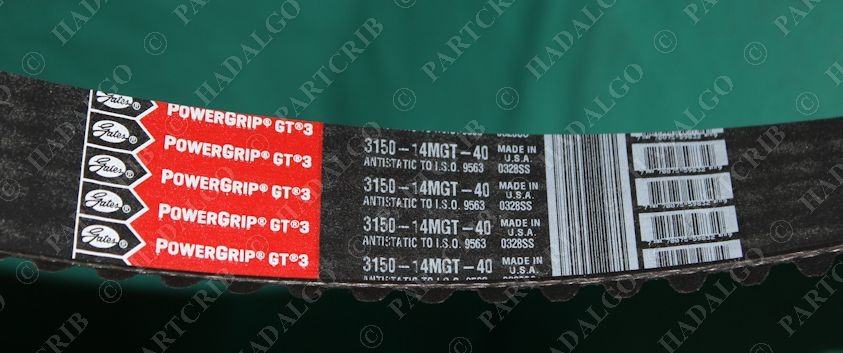 Gates® POWERGRIP® GT®3
Gates® POWERGRIP® GT®3
Gates® POWERGRIP® GT®3
Gates® POWERGRIP® GT®3
Gates® POWERGRIP® GT®3
3150-14MGT-40 MADE IN U.S.A.
ANTISTATIC TO I.S.O. 9563 0328SS
3150-14MGT-40 MADE IN U.S.A.
ANTISTATIC TO I.S.O. 9563 0328SS
3150-14MGT-40 MADE IN U.S.A.
ANTISTATIC TO I.S.O. 9563 0328SS
3150-14MGT-40 MADE IN U.S.A.
© HADALGO
© PARTCRIB